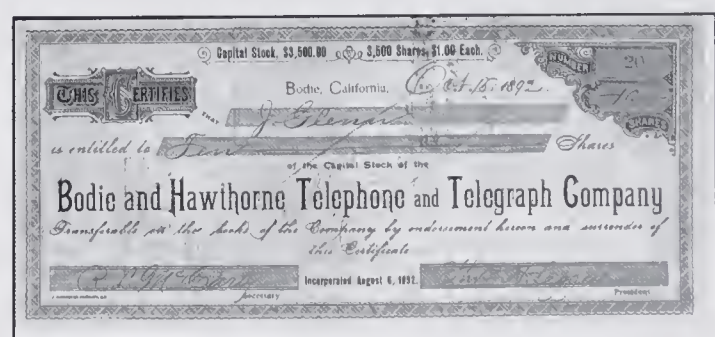 Capital Stock, $3,500.00 3,500 Shares, $1.00 Each.
NUMBER 20
THIS CERTIFIES
Bodie, California, Oct. 15, 1892
THAT J. Glenn
is entitled to Shares
SHARES
of the Capital Stock of the
Bodie and Hawthorne Telephone and Telegraph Company
Transferable on the books of the Company by endorsement hereon and surrender of
this Certificate
Incorporated August 6, 1892.
Secretary President